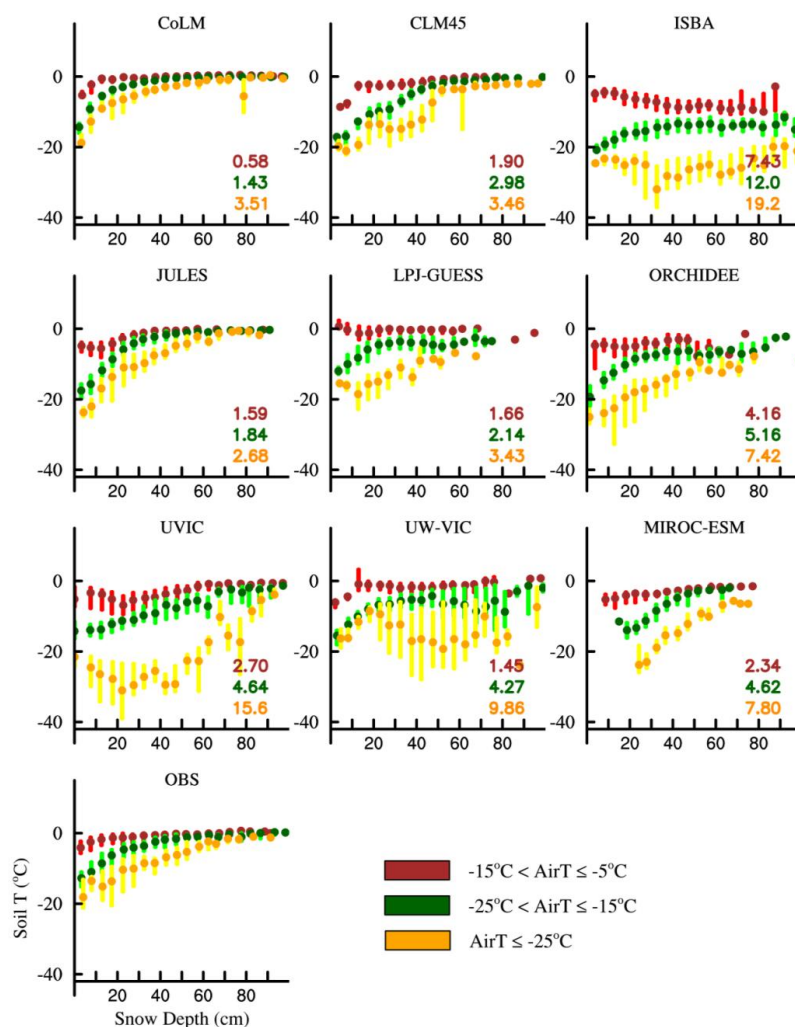 CoLM CLM45 ISBA
0 0 0
-20 -20 -20
0.58 1.90 7.43
1.43 2.98 12.0
-40 3.51 -40 3.46 -40 19.2
20 40 60 80 20 40 60 80 20 40 60 80
JULES LPJ-GUESS ORCHIDEE
0 0 0
-20 -20 -20
1.59 1.66 4.16
1.84 2.14 5.16
-40 2.68 -40 3.43 -40 7.42
20 40 60 80 20 40 60 80 20 40 60 80
UVIC UW-VIC MIROC-ESM
0 0 0
-20 -20 -20
2.70 1.45 2.34
4.64 4.27 4.62
-40 15.6 -40 9.86 -40 7.80
20 40 60 80 20 40 60 80 20 40 60 80
OBS
0
-15°C < AirT ≤ -5°C
-20
-25°C < AirT ≤ -15°C
AirT ≤ -25°C
-40
Soil T (°C)
20 40 60 80
Snow Depth (cm)